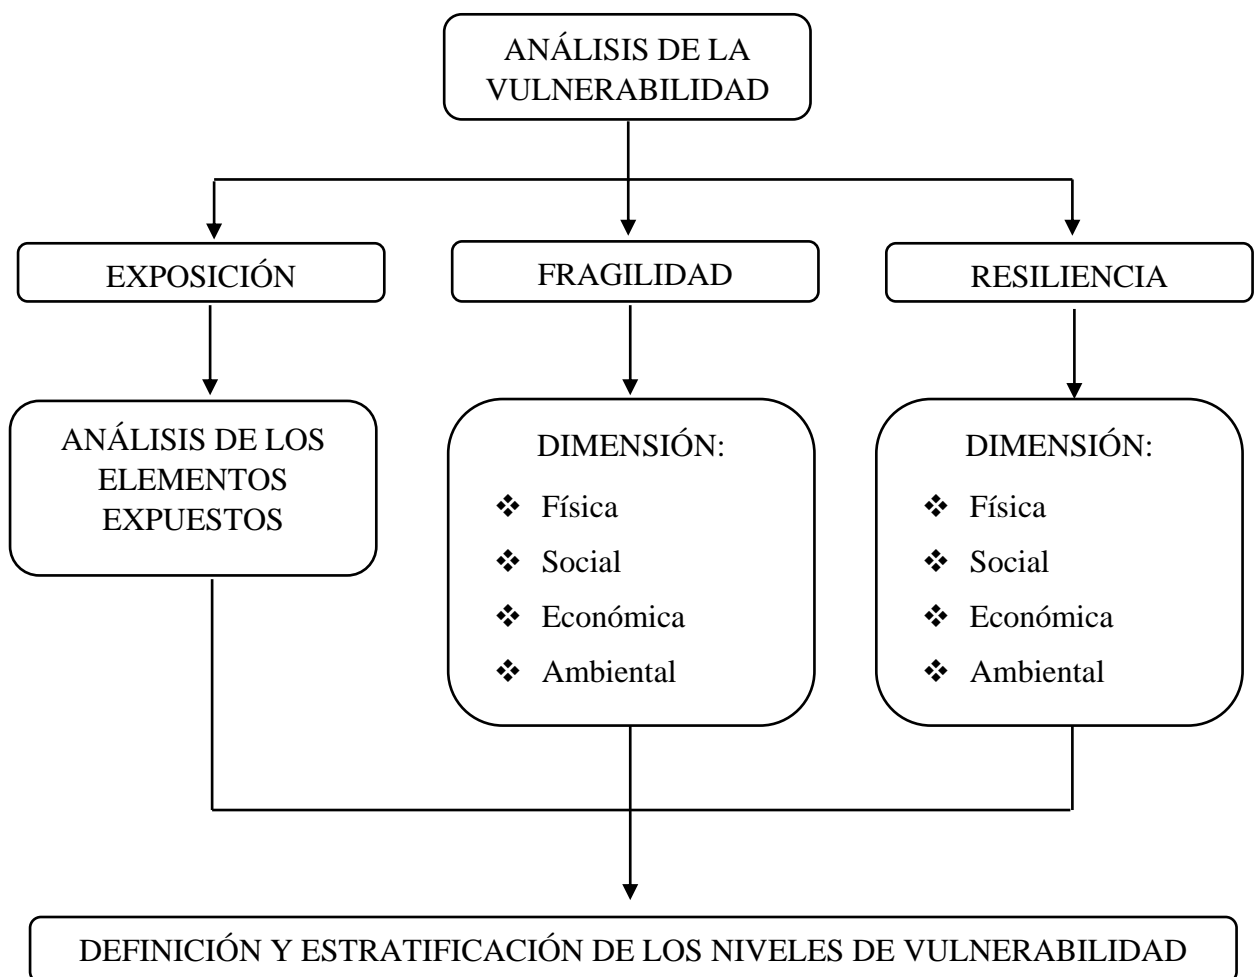 ANÁLISIS DE LA
VULNERABILIDAD
EXPOSICIÓN
FRAGILIDAD
RESILIENCIA
ANÁLISIS DE LOS
ELEMENTOS
EXPUESTOS
DIMENSIÓN:
❖ Física
❖ Social
❖ Económica
❖ Ambiental
DIMENSIÓN:
❖ Física
❖ Social
❖ Económica
❖ Ambiental
DEFINICIÓN Y ESTRATIFICACIÓN DE LOS NIVELES DE VULNERABILIDAD